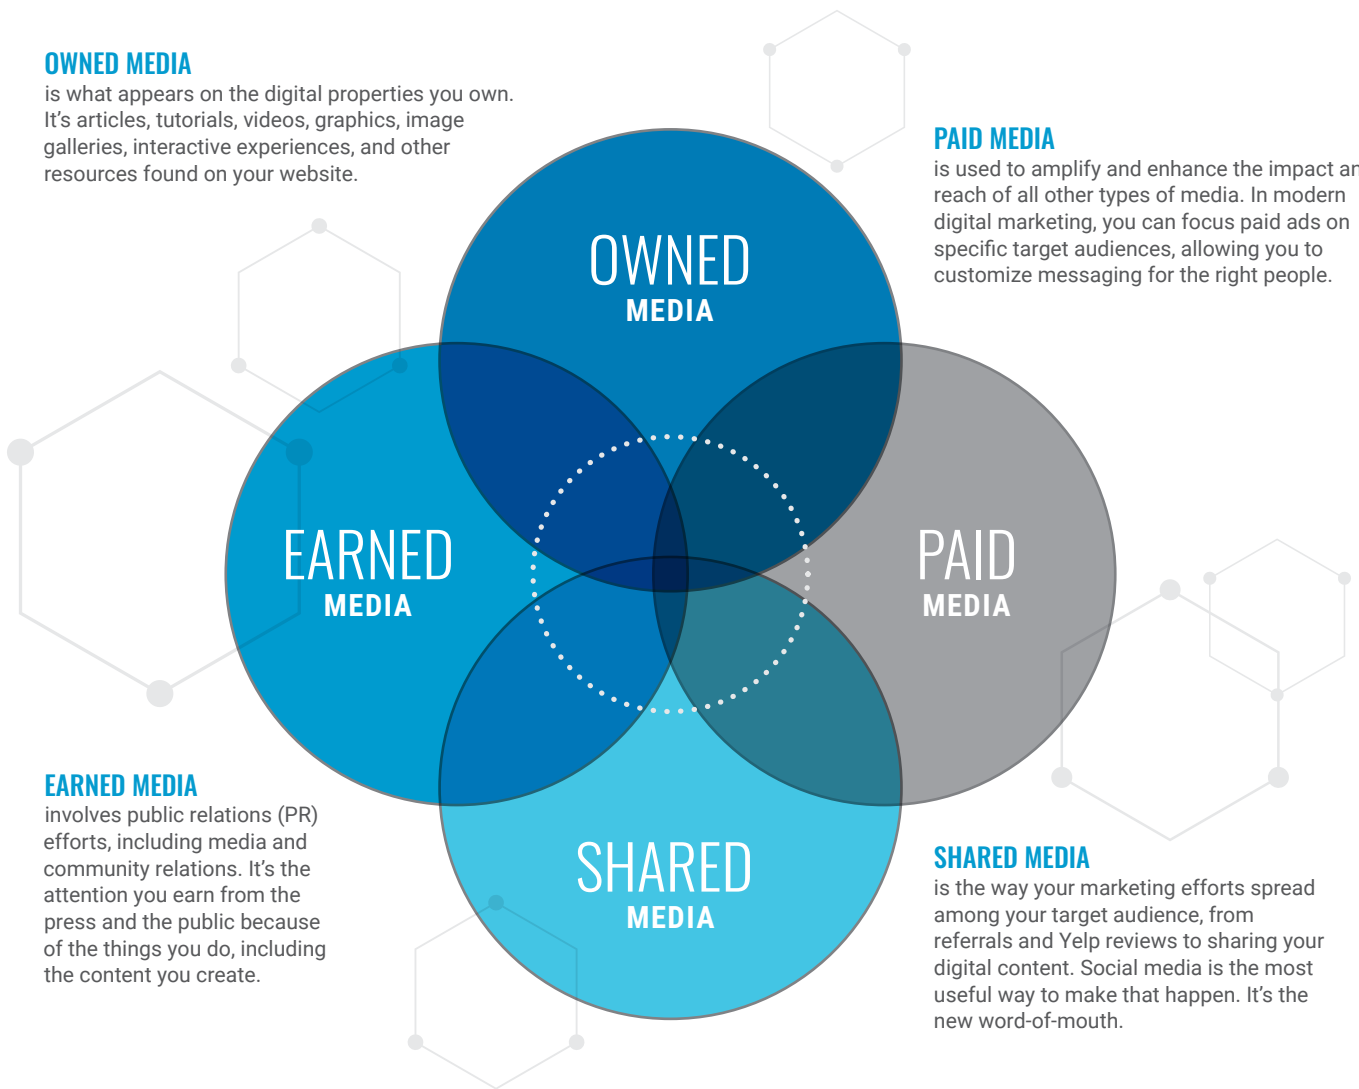 OWNED MEDIA
is what appears on the digital properties you own.
It’s articles, tutorials, videos, graphics, image
galleries, interactive experiences, and other
resources found on your website.
PAID MEDIA
is used to amplify and enhance the impact an
reach of all other types of media. In modern
digital marketing, you can focus paid ads on
specific target audiences, allowing you to
customize messaging for the right people.
OWNED
MEDIA
EARNED
MEDIA
PAID
MEDIA
SHARED
MEDIA
EARNED MEDIA
involves public relations (PR)
efforts, including media and
community relations. It’s the
attention you earn from the
press and the public because
of the things you do, including
the content you create.
SHARED MEDIA
is the way your marketing efforts spread
among your target audience, from
referrals and Yelp reviews to sharing your
digital content. Social media is the most
useful way to make that happen. It’s the
new word-of-mouth.